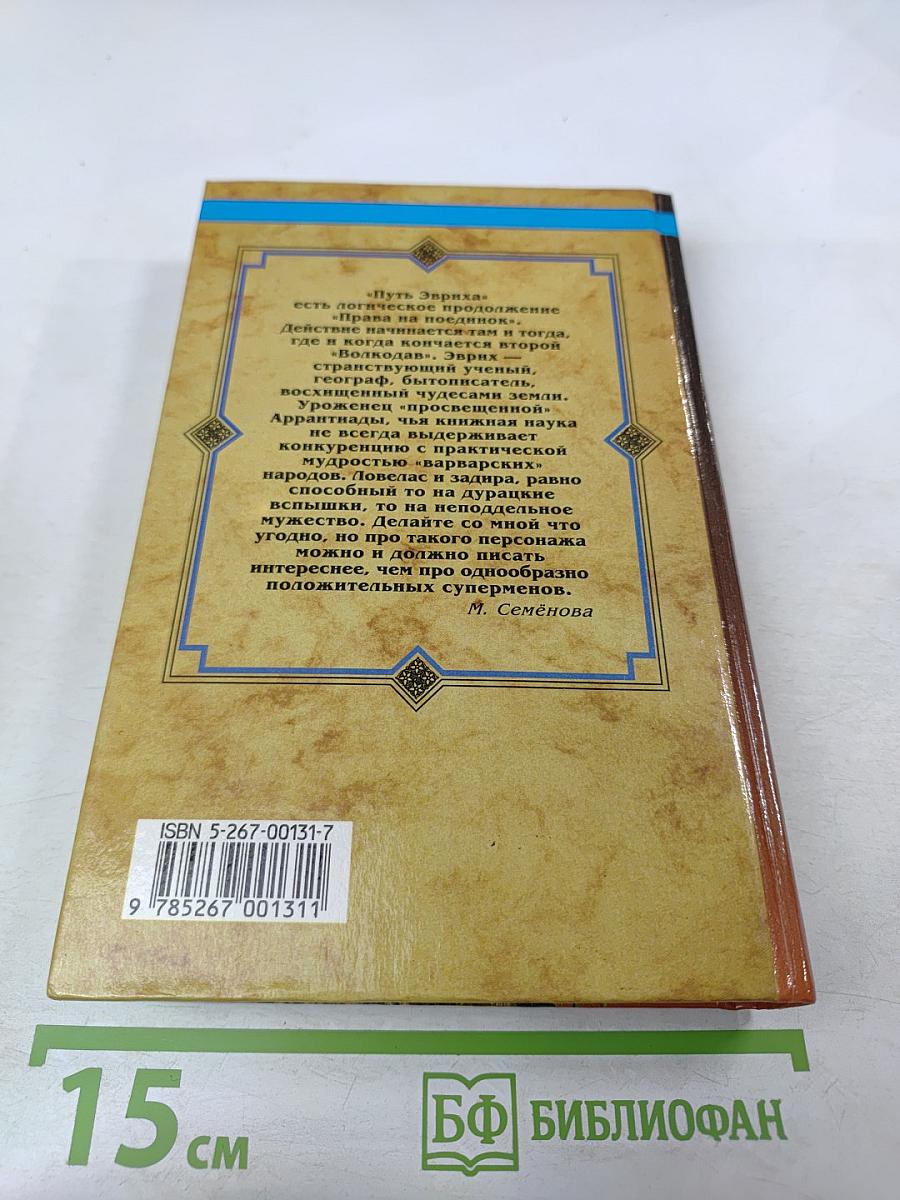 «Путь Эвриха»
есть логическое продолжение
«Права на поединок».
Действие начинается там и тогда,
где и когда кончается второй
«Волкодав». Эврих —
странствующий ученый,
географ, бытописатель,
восхищенный чудесами земли.
Уроженец «просвещенной»
Аррантиады, чья книжная наука
не всегда выдерживает
конкуренцию с практической
мудростью «варварских»
народов. Ловелас и задира, равно
способный то на дурацкие
вспышки, то на неподдельное
мужество. Делайте со мной что
угодно, но про такого персонажа
можно и должно писать
интереснее, чем про однообразно
положительных суперменов.
М. Семёнова
ISBN 5-267-00131-7
9 785267 001311
15 см
БФ БИБЛИОФАН